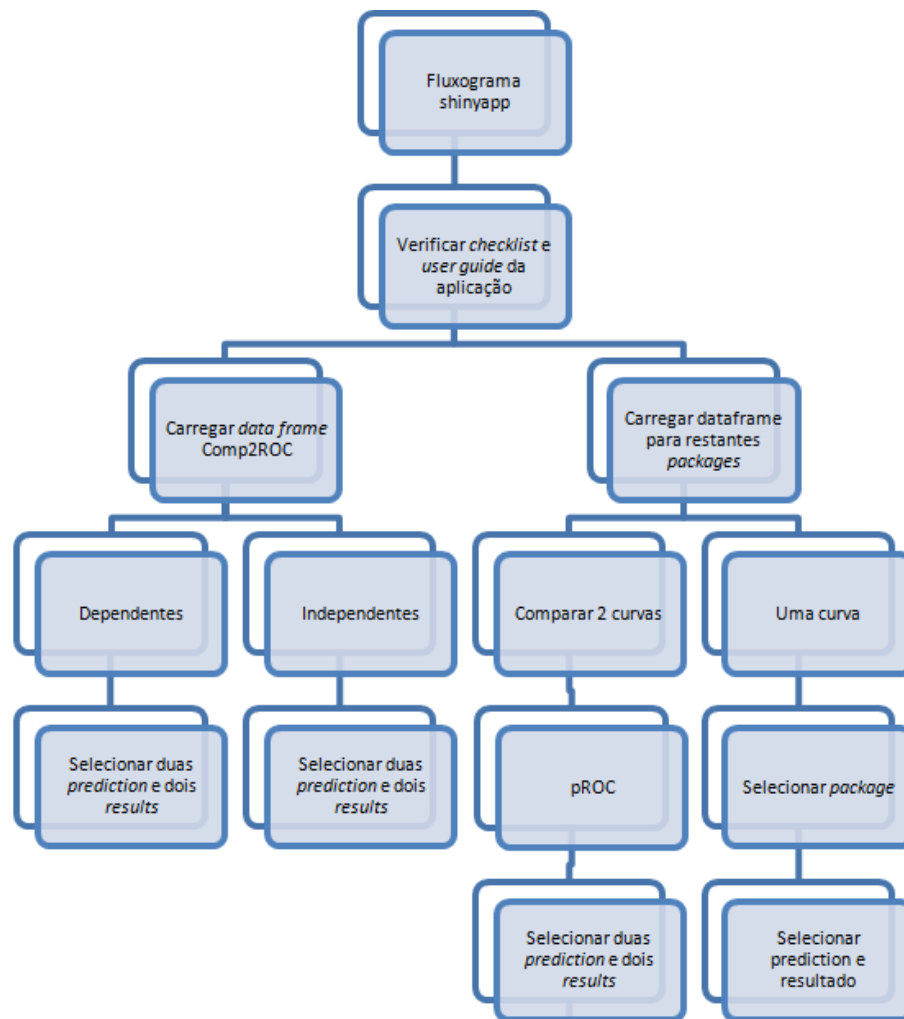 Fluxograma
shinyapp
Verificar checklist e
user guide da
aplicação
Carregar data frame
Comp2ROC
Carregar dataframe
para restantes
packages
Dependentes
Independentes
Comparar 2 curvas
Uma curva
Selecionar duas
prediction e dois
results
Selecionar duas
prediction e dois
results
pROC
Selecionar package
Selecionar duas
prediction e dois
results
Selecionar
prediction e
resultado